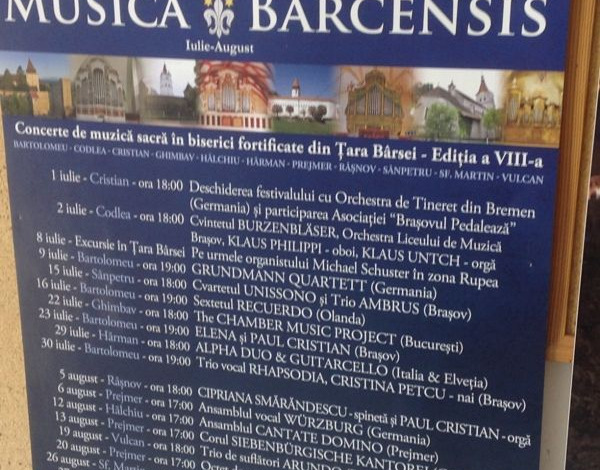 MUSICA BARCENSIS
Iulie-August
Concerte de muzică sacră în biserici fortificate din Țara Bârsei - Ediția a VIII-a
BARTOLOMEU - CODLEA - CRISTIAN - GHIMBAV - HĂLCHIU - HĂRMAN - PREJMER - RÂȘNOV - SÂNPETRU - SF. MARTIN - VULCAN
1 iulie - Cristian - ora 18:00 Deschiderea festivalului cu Orchestra de Tineret din Bremen
(Germania) și participarea Asociației "Brașovul Pedalează"
2 iulie - Codlea - ora 18:00 Cvintetul BURZENBLÄSER, Orchestra Liceului de Muzică
Brașov, KLAUS PHILIPPI - oboi, KLAUS UNTCH - orgă
8 iulie - Excursie în Țara Bârsei Pe urmele organistului Michael Schuster în zona Rupea
9 iulie - Bartolomeu - ora 19:00 GRUNDMANN QUARTETT (Germania)
15 iulie - Sânpetru - ora 18:00 Cvartetul UNISSONO și Trio AMBRUS (Brașov)
16 iulie - Bartolomeu - ora 19:00 Sextetul RECUERDO (Olanda)
22 iulie - Ghimbav - ora 18:00 The CHAMBER MUSIC PROJECT (București)
23 iulie - Bartolomeu - ora 19:00 ELENA și PAUL CRISTIAN (Brașov)
29 iulie - Hărman - ora 18:00 ALPHA DUO & GUITARCELLO (Italia & Elveția)
30 iulie - Bartolomeu - ora 19:00 Trio vocal RHAPSODIA, CRISTINA PETCU - nai (Brașov)
5 august - Râșnov - ora 18:00 CIPRIANA SMĂRĂNDESCU - spinetă și PAUL CRISTIAN - orgă
6 august - Prejmer - ora 17:00 Ansamblul vocal WÜRZBURG (Germania)
12 august - Hălchiu - ora 17:00 Ansamblul CANTATE DOMINO (Prejmer)
13 august - Prejmer - ora 17:00 Corul SIEBENBÜRGISCHE KANTOREI
19 august - Vulcan - ora 18:00 Trio de suflători ARUNDO
20 august - Prejmer - ora 17:00
26 august - Sf. Martin